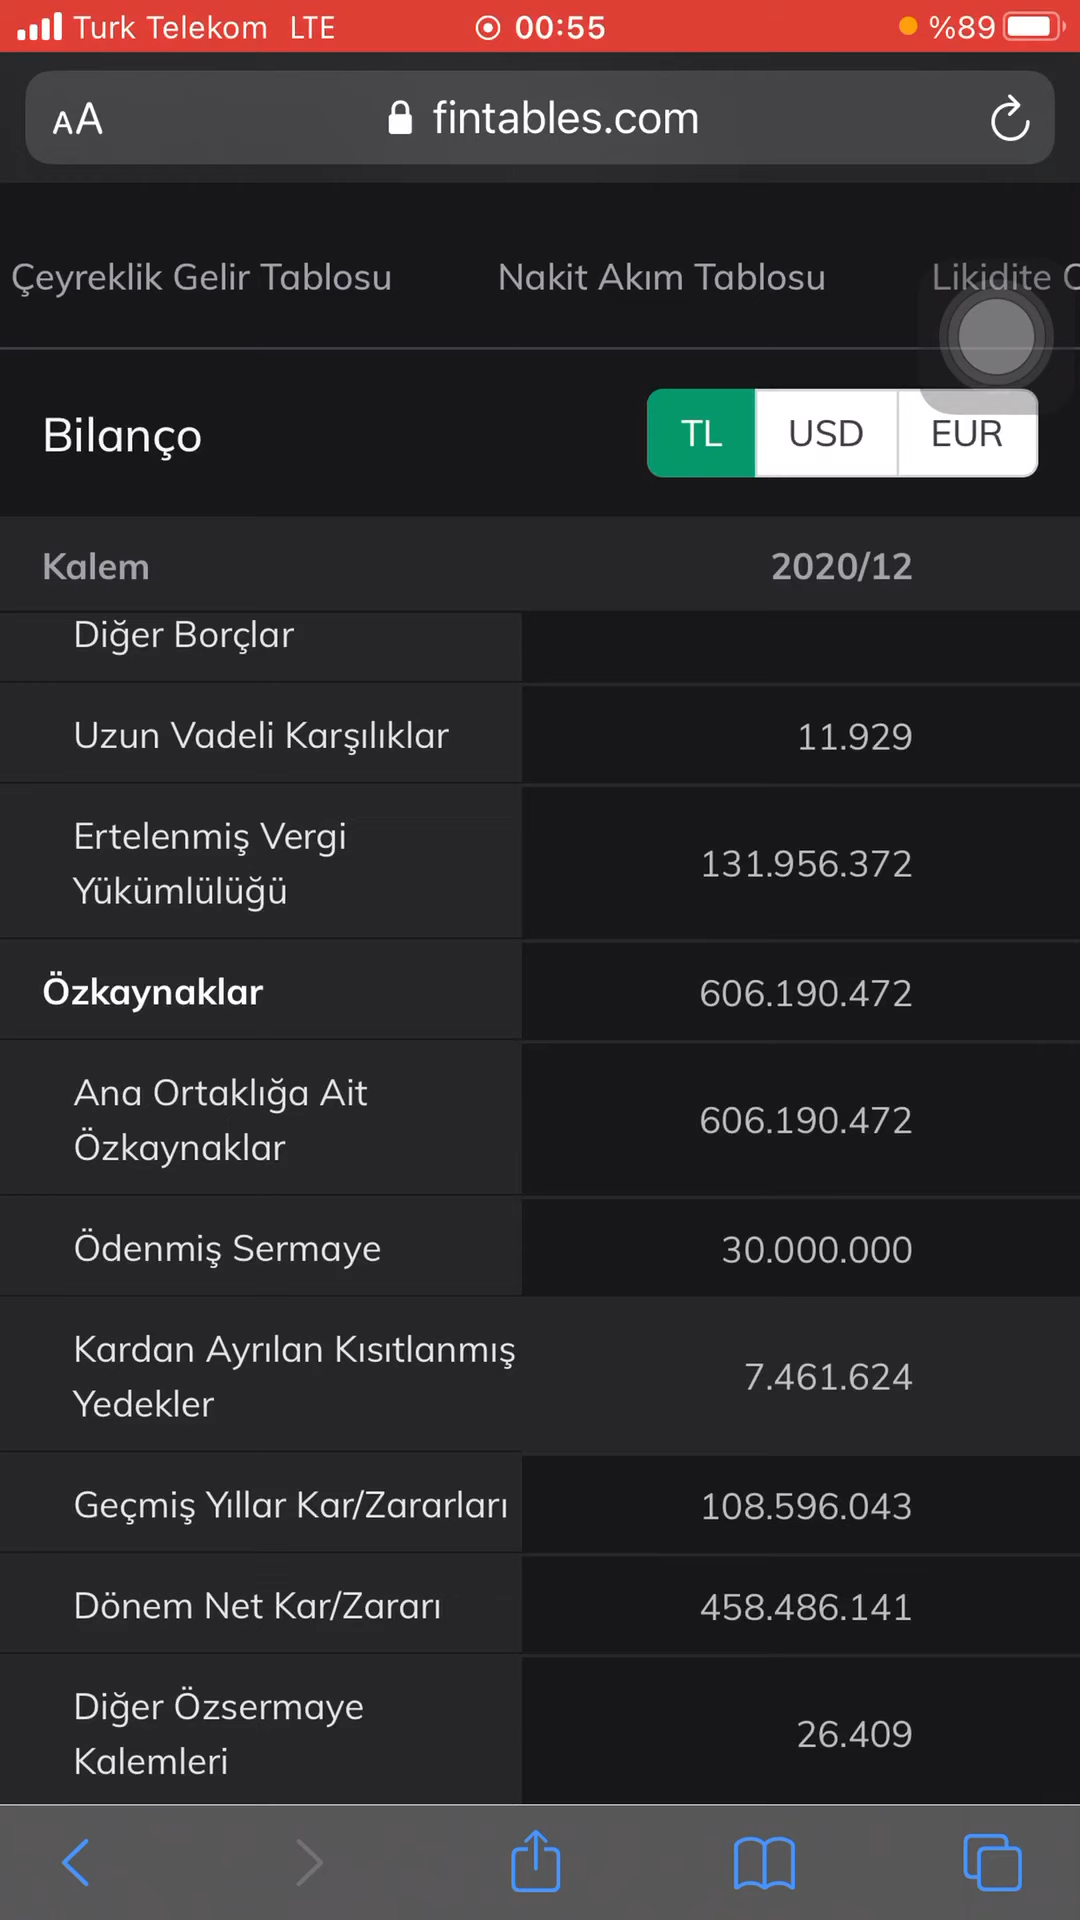 Turk Telekom LTE 00:55 %89
AA fintables.com
Çeyreklik Gelir Tablosu Nakit Akım Tablosu Likidite
Bilanço TL USD EUR
Kalem 2020/12
Diğer Borçlar
Uzun Vadeli Karşılıklar 11.929
Ertelenmiş Vergi
Yükümlülüğü 131.956.372
Özkaynaklar 606.190.472
Ana Ortaklığa Ait
Özkaynaklar 606.190.472
Ödenmiş Sermaye 30.000.000
Kardan Ayrılan Kısıtlanmış
Yedekler 7.461.624
Geçmiş Yıllar Kar/Zararları 108.596.043
Dönem Net Kar/Zararı 458.486.141
Diğer Özsermaye
Kalemleri 26.409